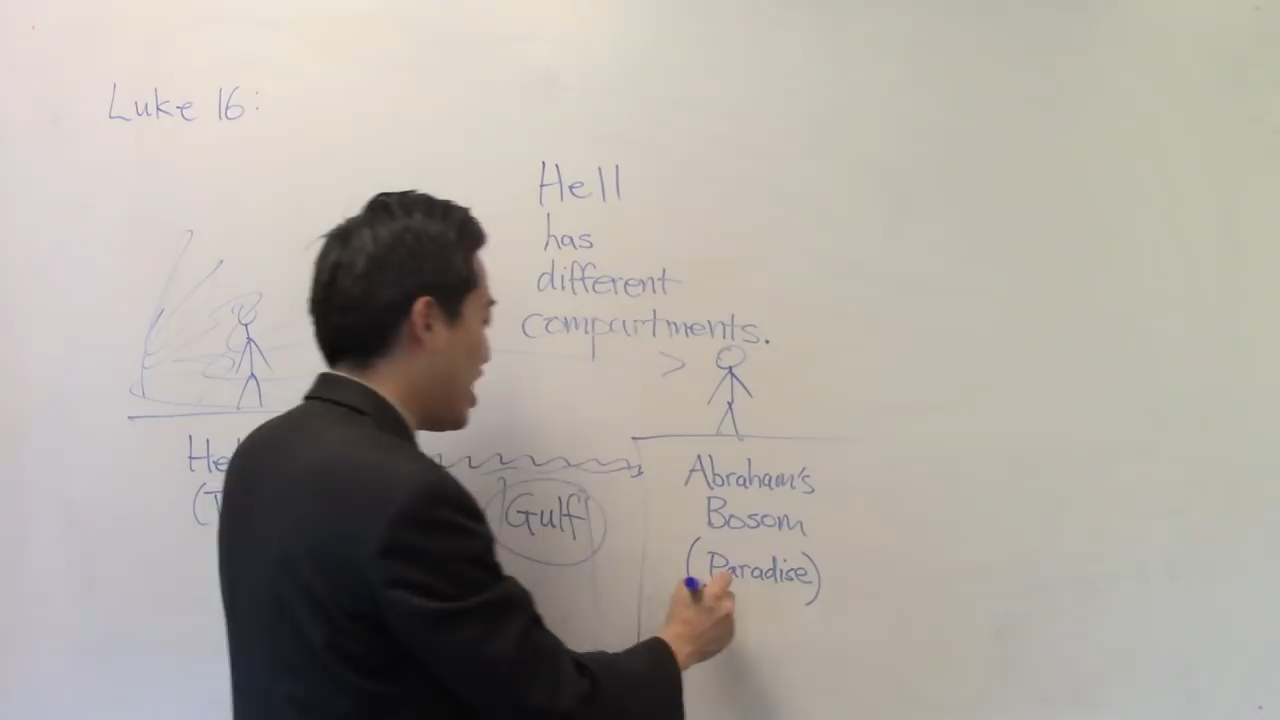 Luke 16:
Hell
has
different
compartments.
Gulf
Abraham's
Bosom
(Paradise)